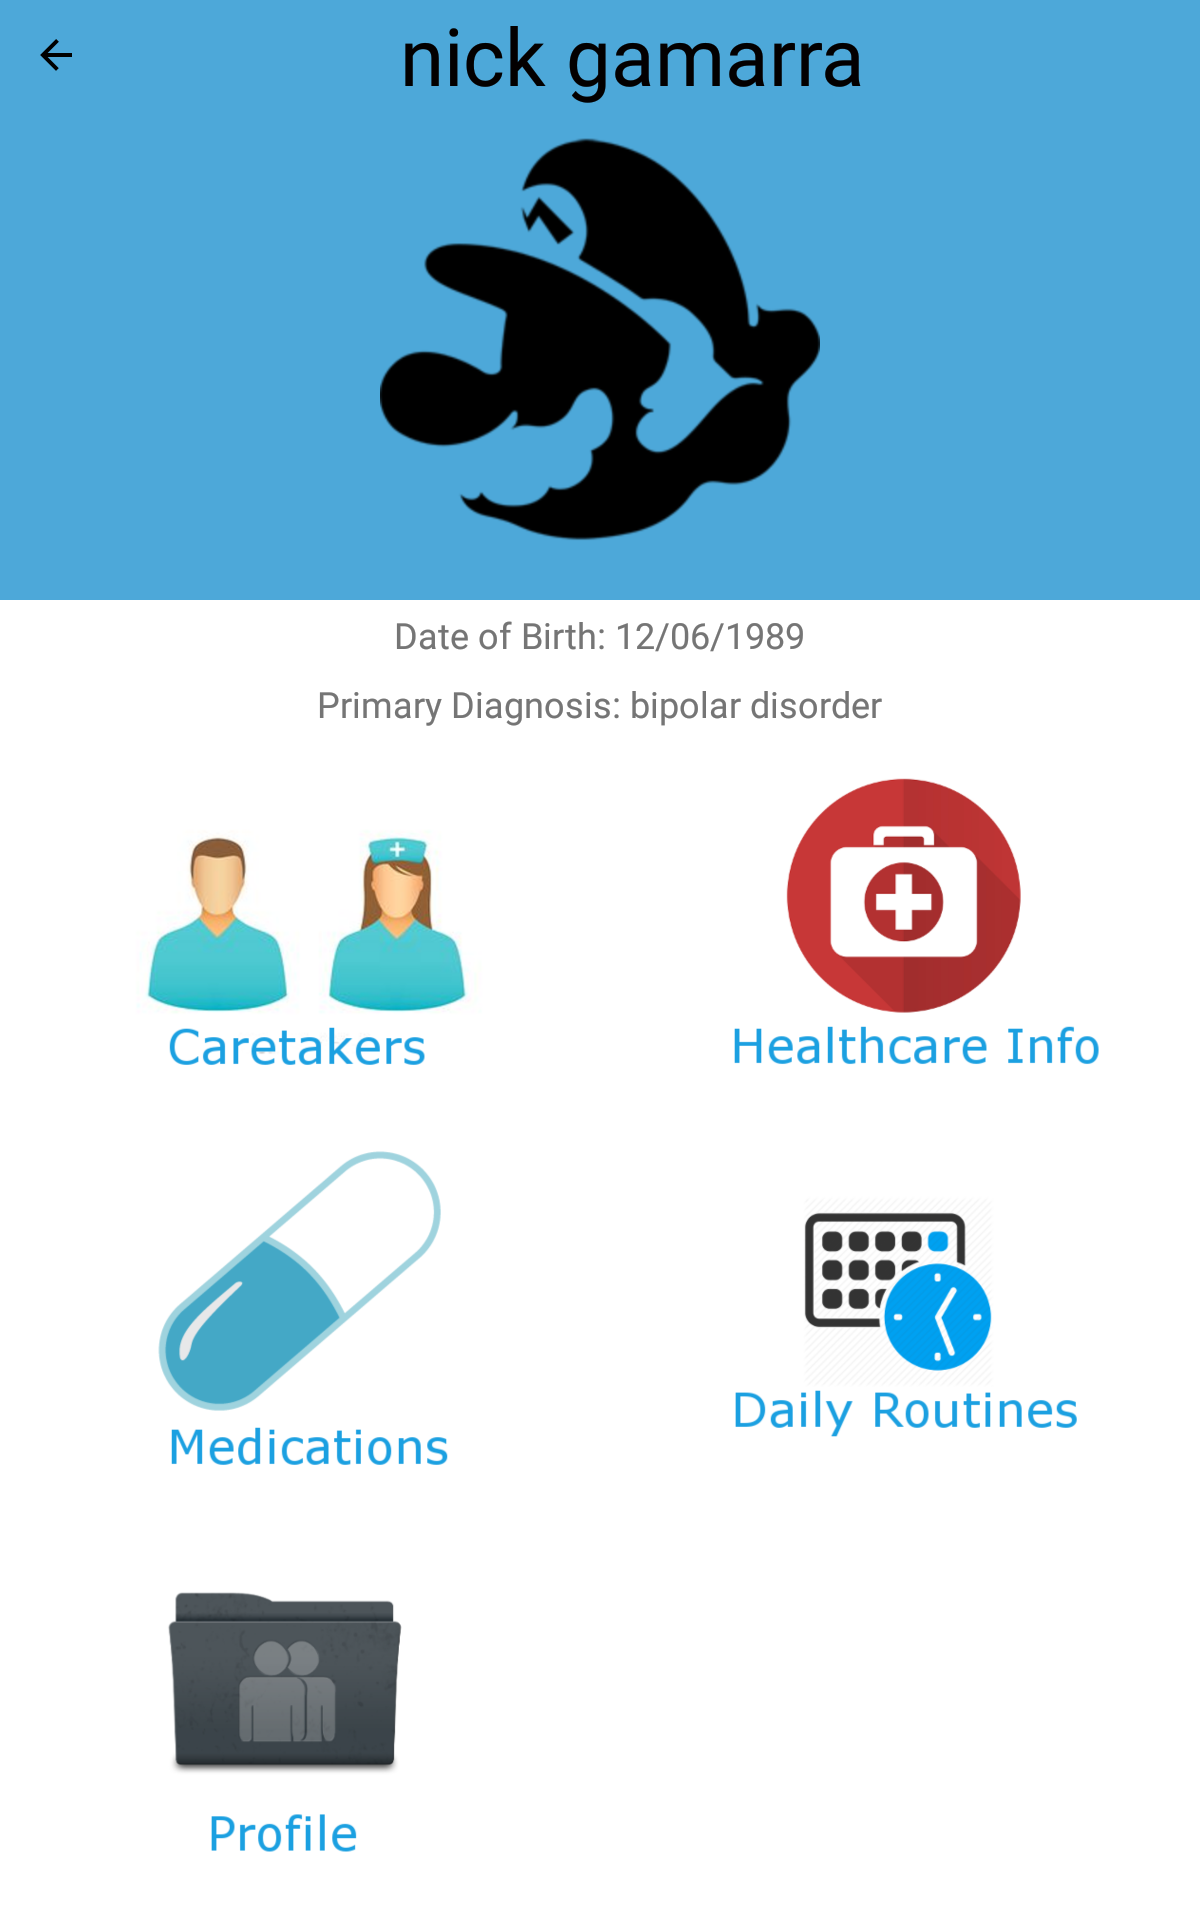 nick gamarra
Date of Birth: 12/06/1989
Primary Diagnosis: bipolar disorder
Caretakers
Healthcare Info
Medications
Daily Routines
Profile